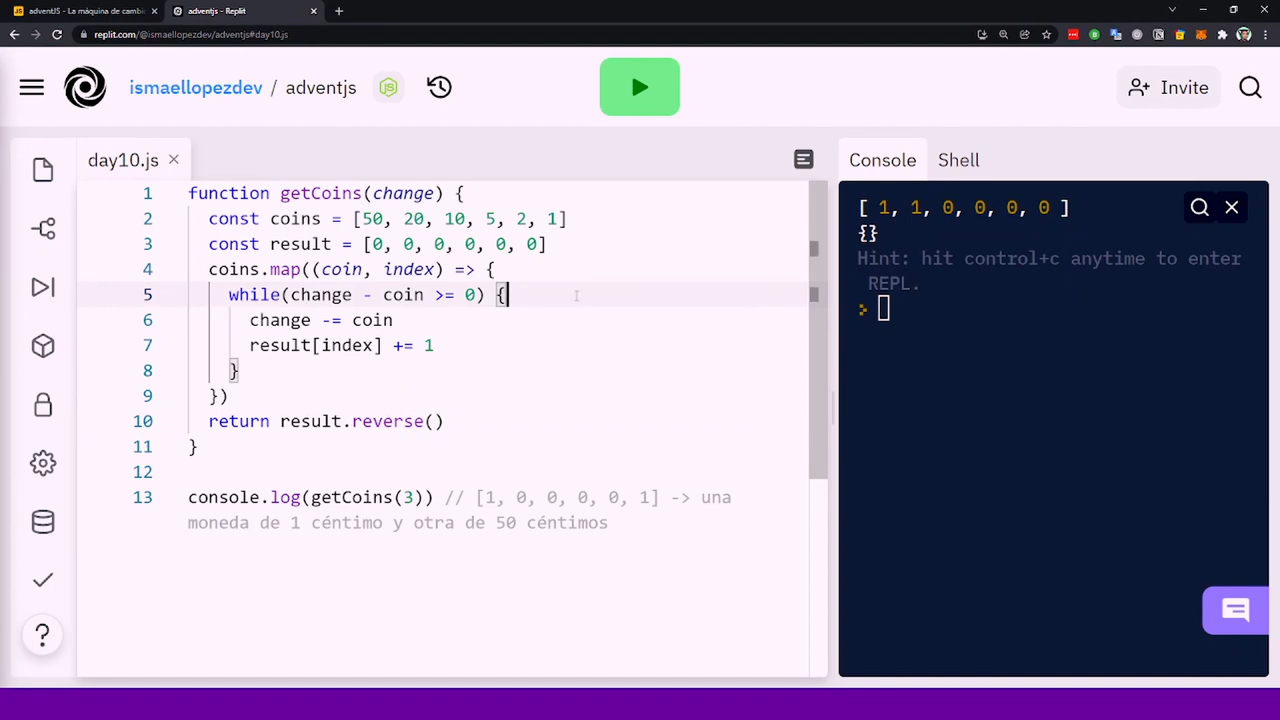 adventJS - La máquina de cambi
adventjs - Replit
replit.com/@ismaellopezdev/adventjs#day10.js
ismaellopezdev / adventjs
Invite
day10.js
Console
Shell
1 function getCoins(change) {
2 const coins = [50, 20, 10, 5, 2, 1]
3 const result = [0, 0, 0, 0, 0, 0]
4 coins.map((coin, index) => {
5 while(change - coin >= 0) {
6 change -= coin
7 result[index] += 1
8 }
9 })
10 return result.reverse()
11 }
12
13 console.log(getCoins(3)) // [1, 0, 0, 0, 0, 1] -> una
moneda de 1 céntimo y otra de 50 céntimos
[ 1, 1, 0, 0, 0, 0 ]
{}
Hint: hit control+c anytime to enter
REPL.
>
?